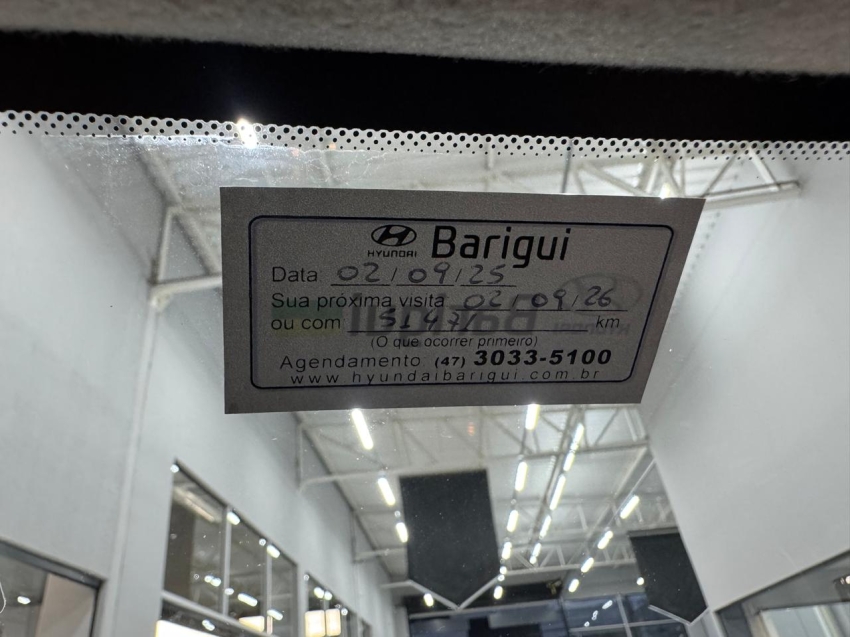 HYUNDAI Barigui
Data 02/09/25
Sua próxima visita 02/09/26
ou com 51471 km
(O que ocorrer primeiro)
Agendamento: (47) 3033-5100
www.hyundaibarigui.com.br